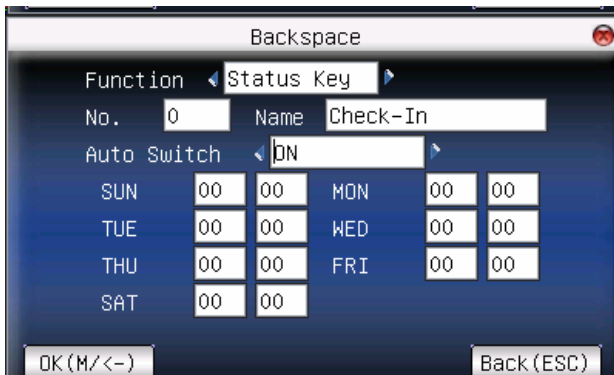 Backspace
Function Status Key
No. 0 Name Check-In
Auto Switch ON
SUN 00 00 MON 00 00
TUE 00 00 WED 00 00
THU 00 00 FRI 00 00
SAT 00 00
OK(M/<-) Back(ESC)